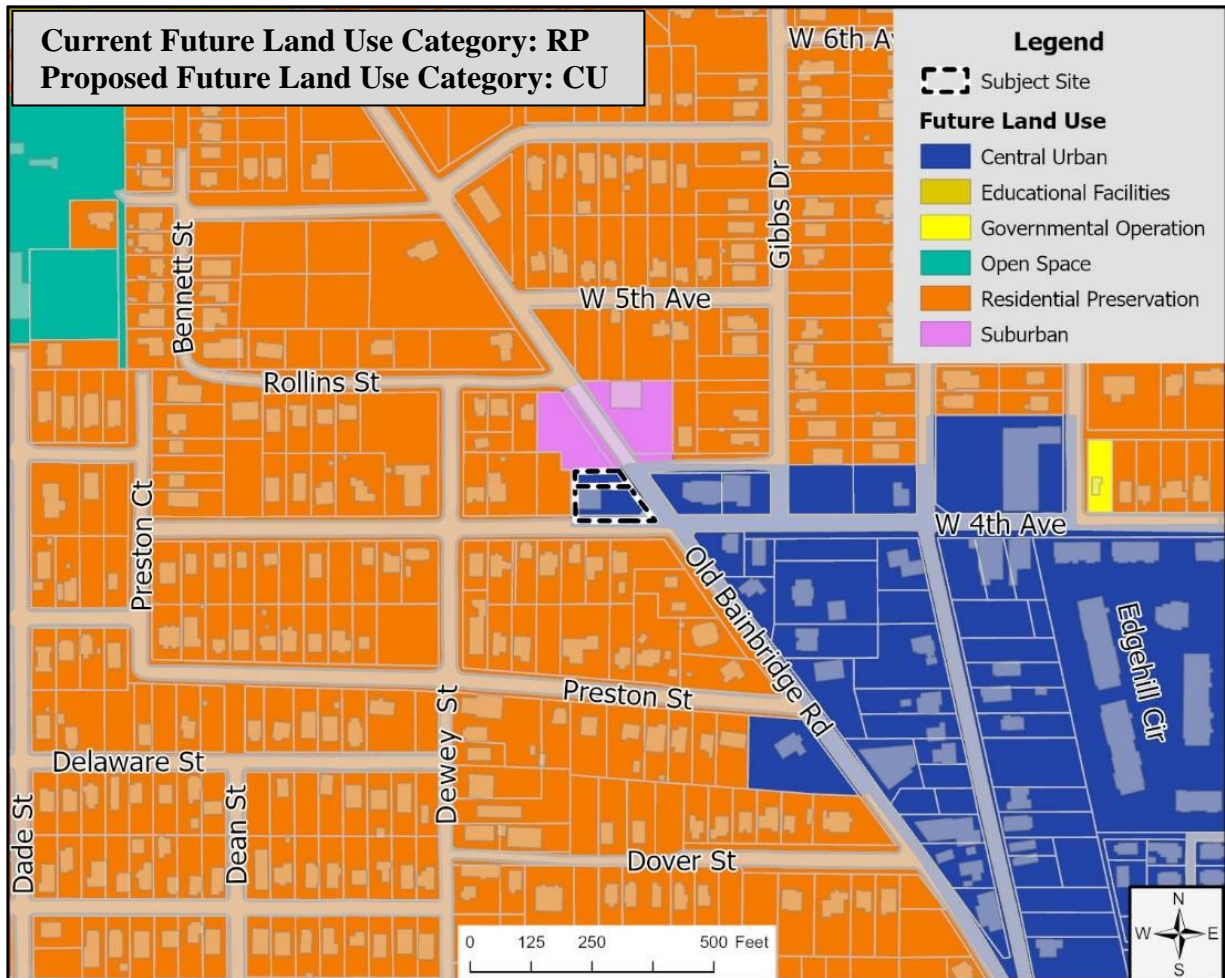 Current Future Land Use Category: RP
Proposed Future Land Use Category: CU
Legend
Subject Site
Future Land Use
Central Urban
Educational Facilities
Governmental Operation
Open Space
Residential Preservation
Suburban
W 6th Av
Gibbs Dr
Bennett St
W 5th Ave
Rollins St
Preston Ct
W 4th Ave
Old Bainbridge Rd
Edgehill Cir
Preston St
Delaware St
Dewey St
Dade St
Dean St
Dover St
0 125 250 500 Feet
N
W E
S